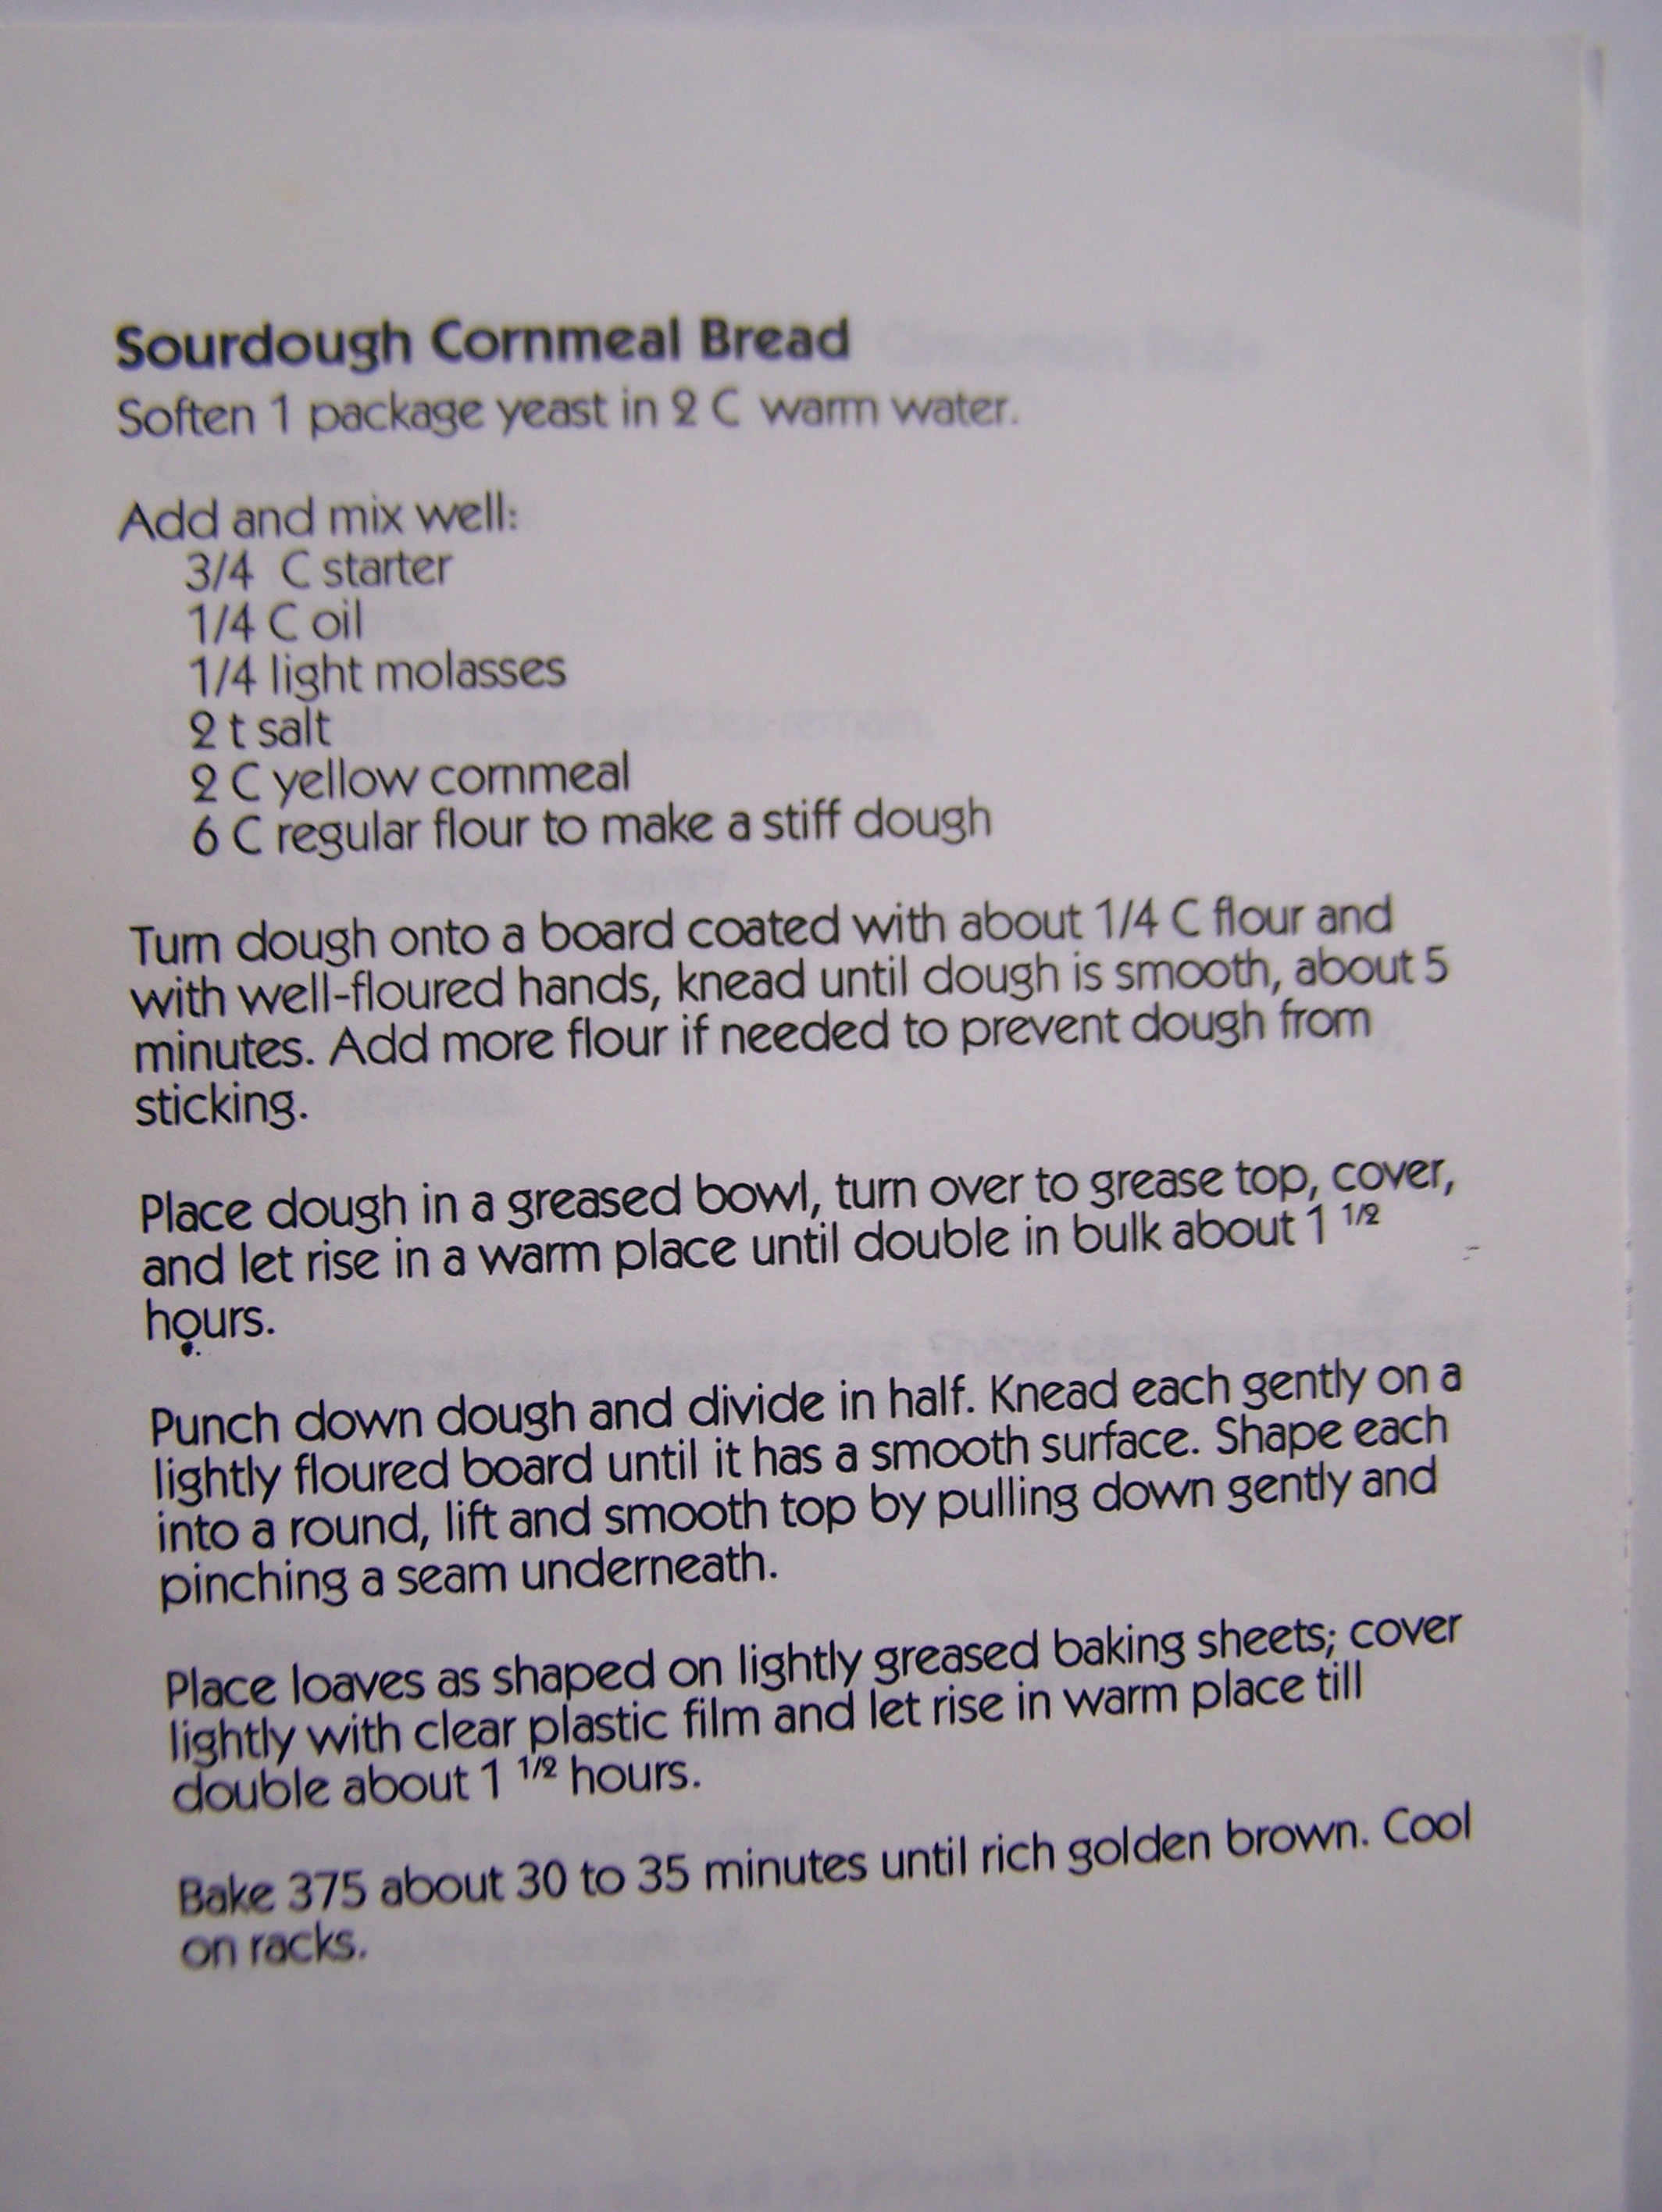 Sourdough Cornmeal Bread
Soften 1 package yeast in 2 C warm water.
Add and mix well:
3/4 C starter
1/4 C oil
1/4 light molasses
2 t salt
2 C yellow cornmeal
6 C regular flour to make a stiff dough
Turn dough onto a board coated with about 1/4 C flour and
with well-floured hands, knead until dough is smooth, about 5
minutes. Add more flour if needed to prevent dough from
sticking.
Place dough in a greased bowl, turn over to grease top, cover,
and let rise in a warm place until double in bulk about 1 1/2
hours.
Punch down dough and divide in half. Knead each gently on a
lightly floured board until it has a smooth surface. Shape each
into a round, lift and smooth top by pulling down gently and
pinching a seam underneath.
Place loaves as shaped on lightly greased baking sheets; cover
lightly with clear plastic film and let rise in warm place till
double about 1 1/2 hours.
Bake 375 about 30 to 35 minutes until rich golden brown. Cool
on racks.